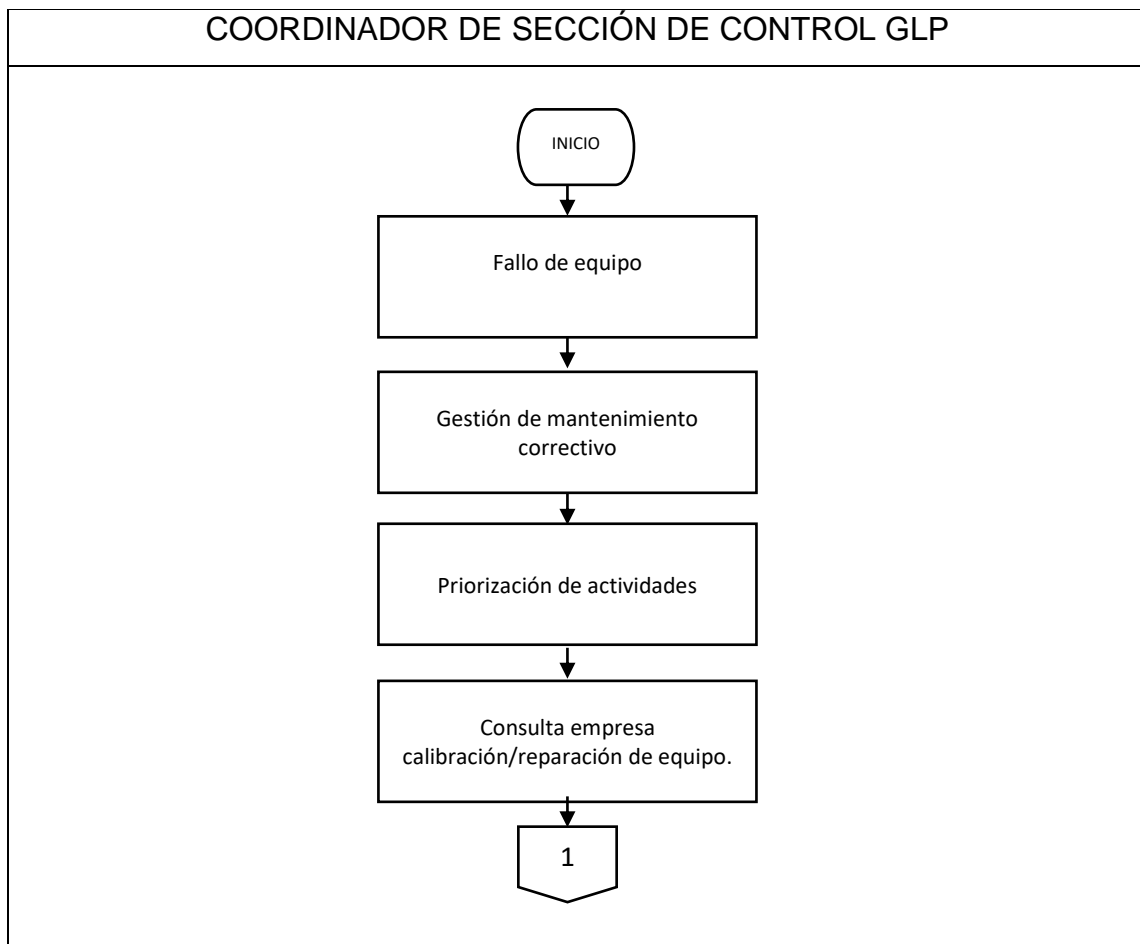 COORDINADOR DE SECCIÓN DE CONTROL GLP
INICIO
Fallo de equipo
Gestión de mantenimiento
correctivo
Priorización de actividades
Consulta empresa
calibración/reparación de equipo.
1